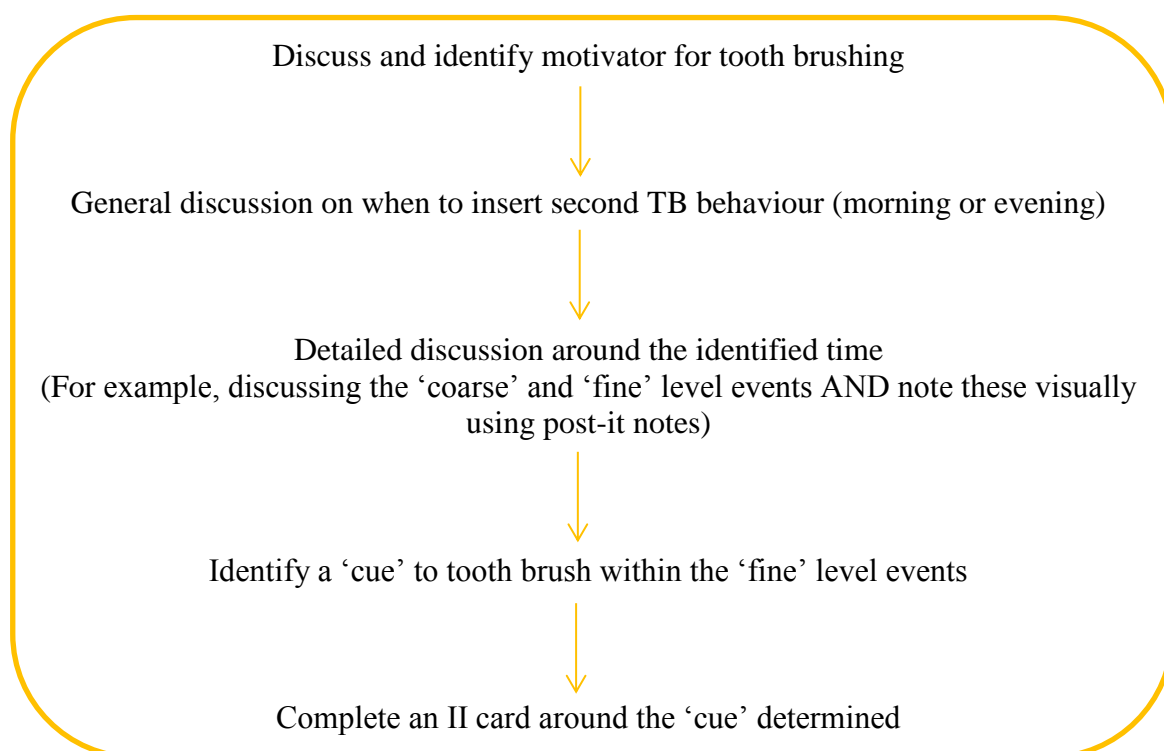 Discuss and identify motivator for tooth brushing
General discussion on when to insert second TB behaviour (morning or evening)
Detailed discussion around the identified time
(For example, discussing the ‘coarse’ and ‘fine’ level events AND note these visually
using post-it notes)
Identify a ‘cue’ to tooth brush within the ‘fine’ level events
Complete an II card around the ‘cue’ determined